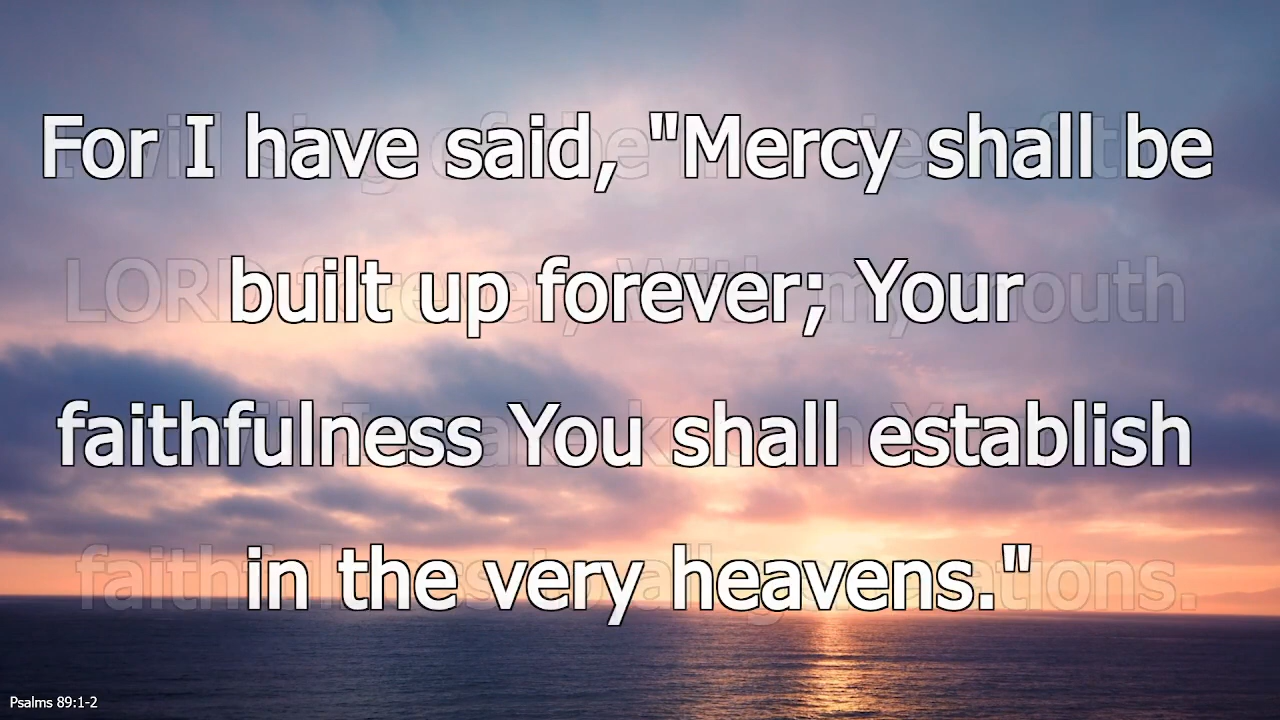 For I have said, "Mercy shall be
built up forever; Your
faithfulness You shall establish
in the very heavens."
Psalms 89:1-2